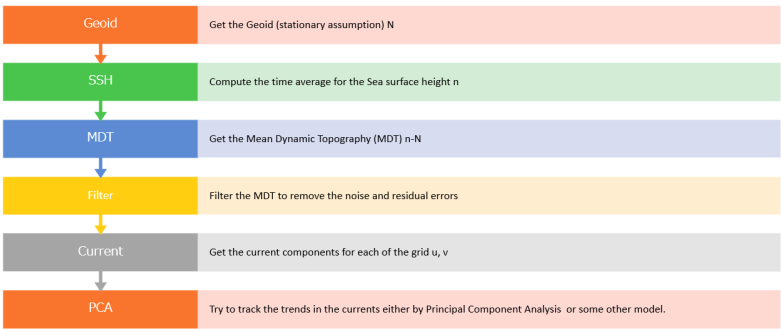 Geoid
Get the Geoid (stationary assumption) N
SSH
Compute the time average for the Sea surface height n
MDT
Get the Mean Dynamic Topography (MDT) n-N
Filter
Filter the MDT to remove the noise and residual errors
Current
Get the current components for each of the grid u, v
PCA
Try to track the trends in the currents either by Principal Component Analysis or some other model.